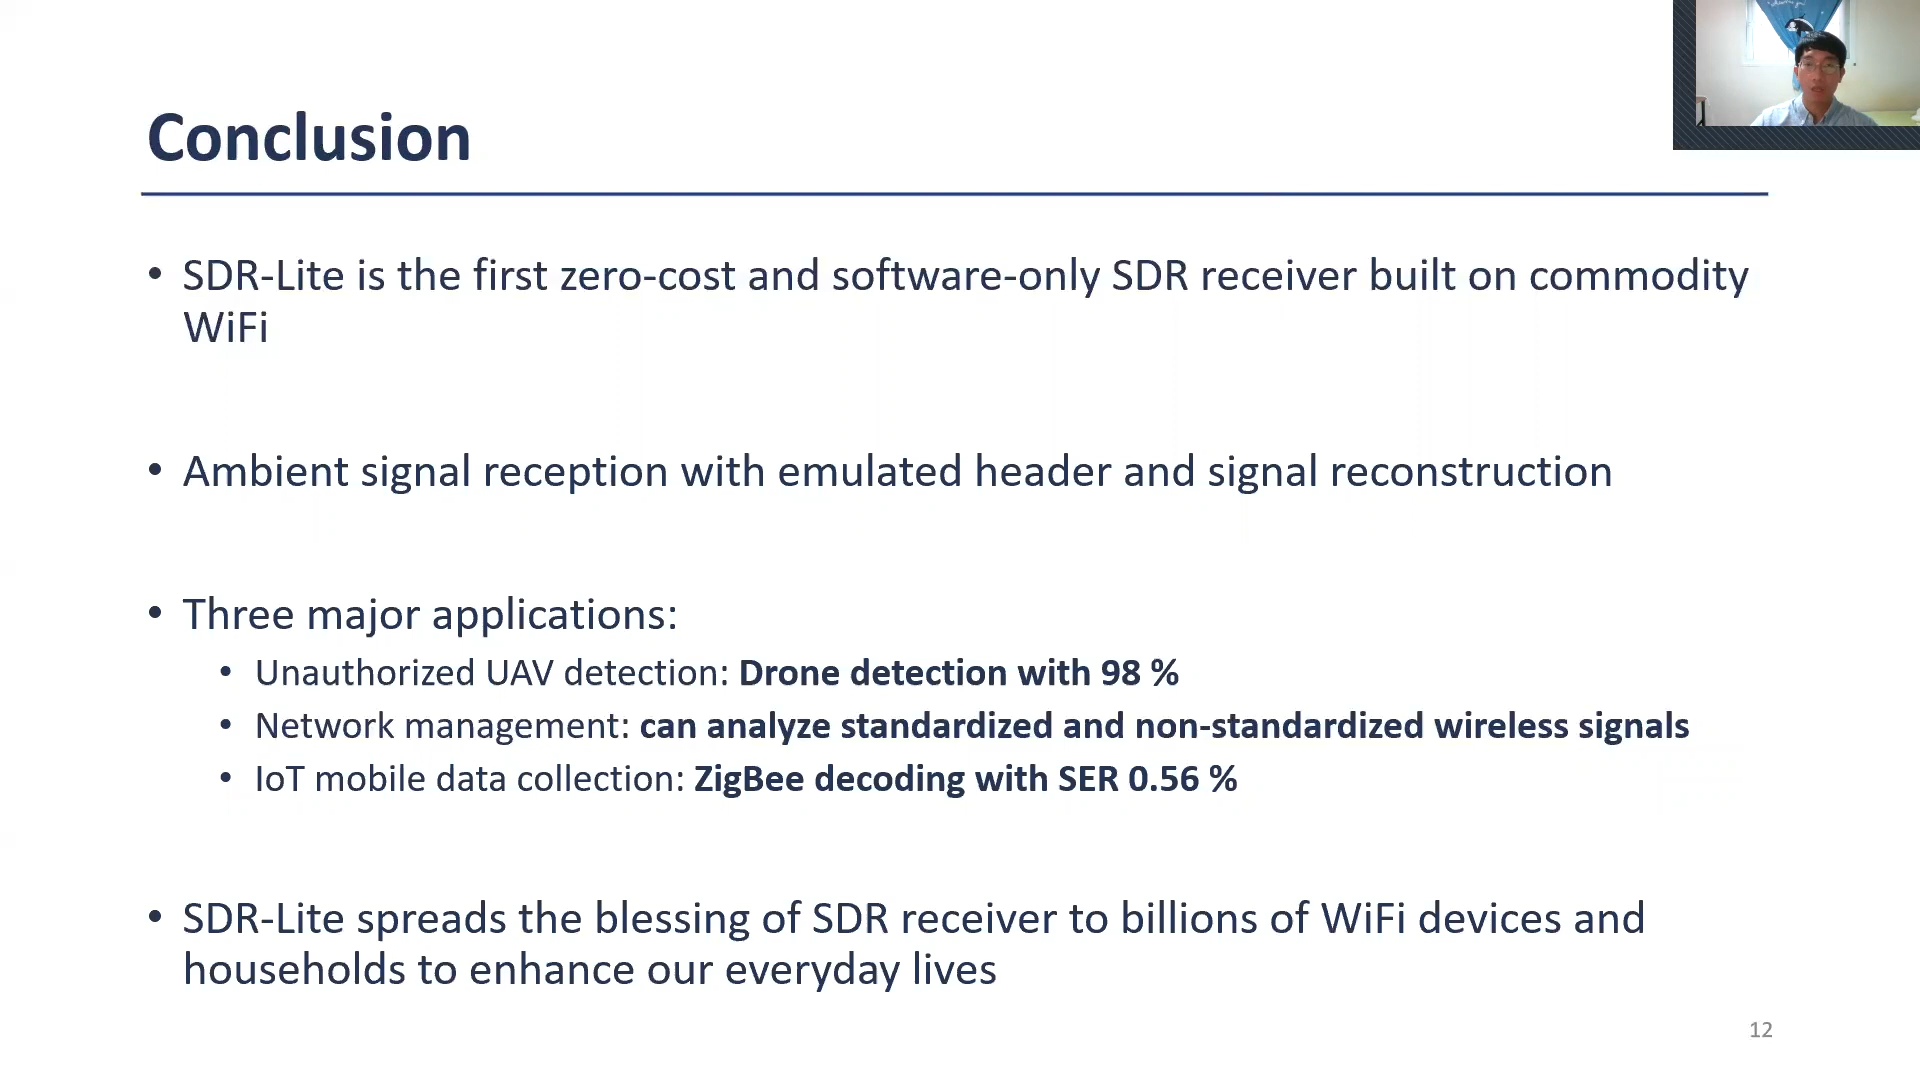 Conclusion
• SDR-Lite is the first zero-cost and software-only SDR receiver built on commodity
WiFi
• Ambient signal reception with emulated header and signal reconstruction
• Three major applications:
• Unauthorized UAV detection: Drone detection with 98 %
• Network management: can analyze standardized and non-standardized wireless signals
• IoT mobile data collection: ZigBee decoding with SER 0.56 %
• SDR-Lite spreads the blessing of SDR receiver to billions of WiFi devices and
households to enhance our everyday lives
12